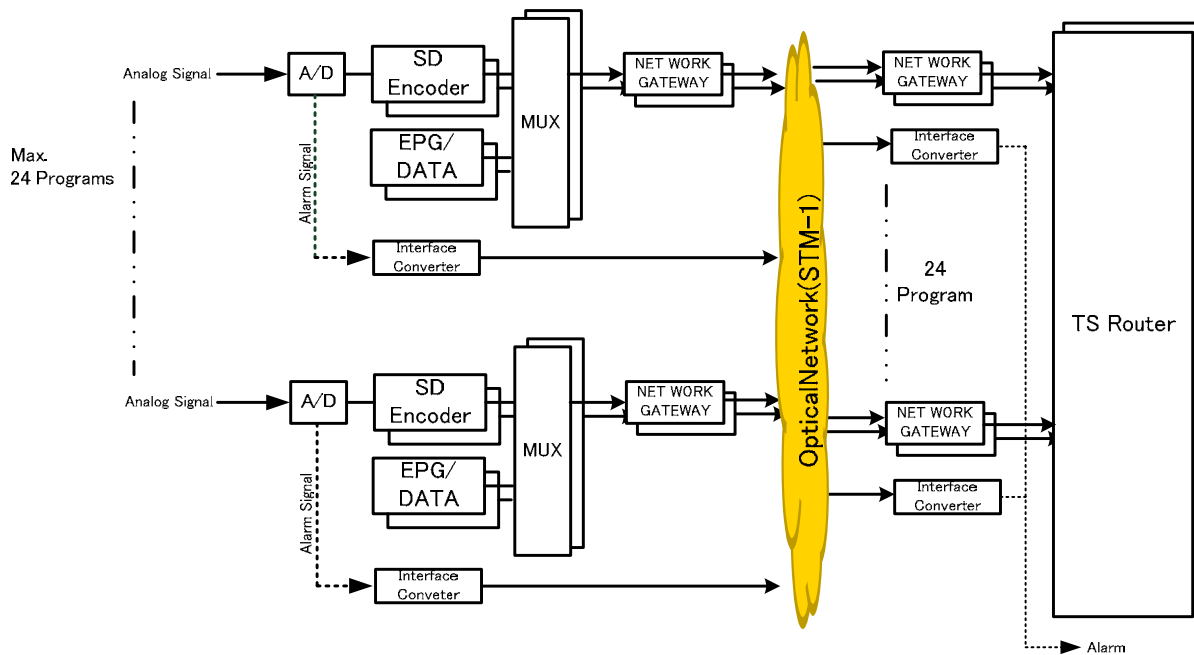 Analog Signal
A/D
SD
Encoder
EPG/
DATA
MUX
NET WORK
GATEWAY
NET WORK
GATEWAY
Interface
Converter
Max.
24 Programs
Alarm Signal
Interface
Converter
OpticalNetwork(STM-1)
24
Program
TS Router
Analog Signal
A/D
SD
Encoder
EPG/
DATA
MUX
NET WORK
GATEWAY
NET WORK
GATEWAY
Interface
Converter
Alarm Signal
Interface
Conveter
Alarm